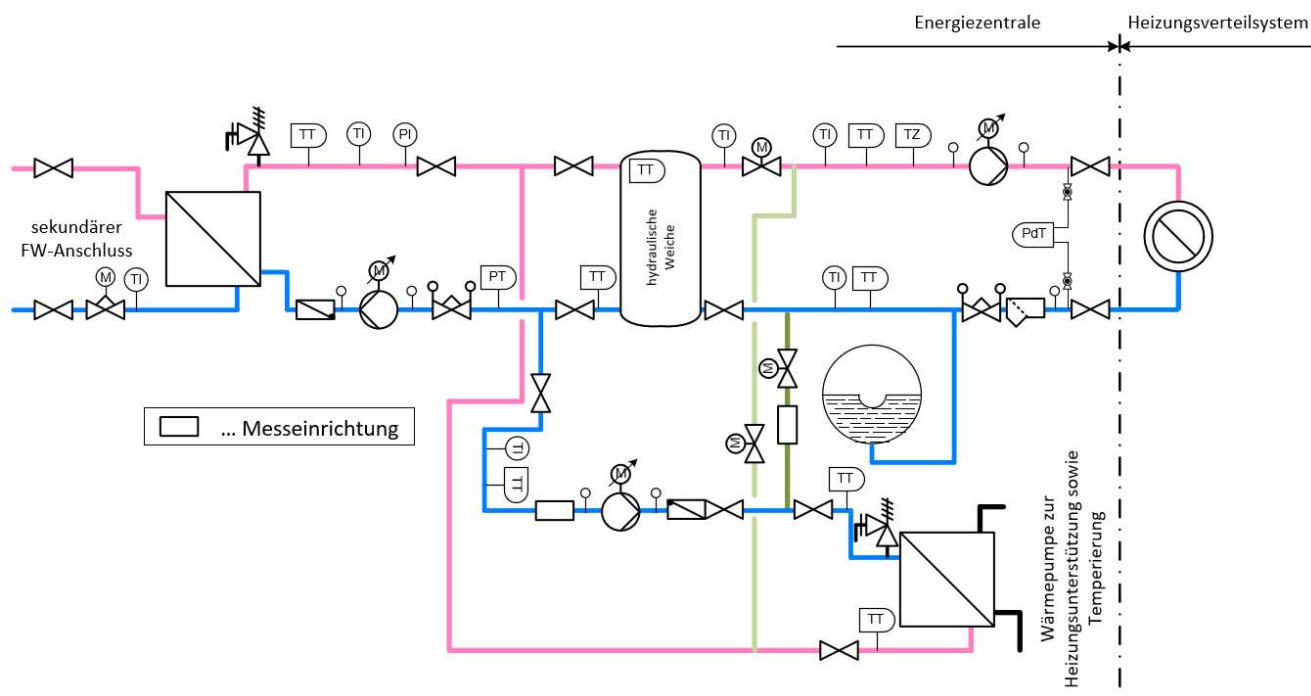 Energiezentrale
Heizungsverteilsystem
TT
TI
PI
TT
TI
M
TI
TT
TZ
M
sekundärer
FW-Anschluss
M
TI
M
PT
TT
hydraulische
Weiche
TI
TT
PdT
M
M
... Messeinrichtung
TI
TT
M
TT
TT
Wärmepumpe zur
Heizungsunterstützung sowie
Temperierung